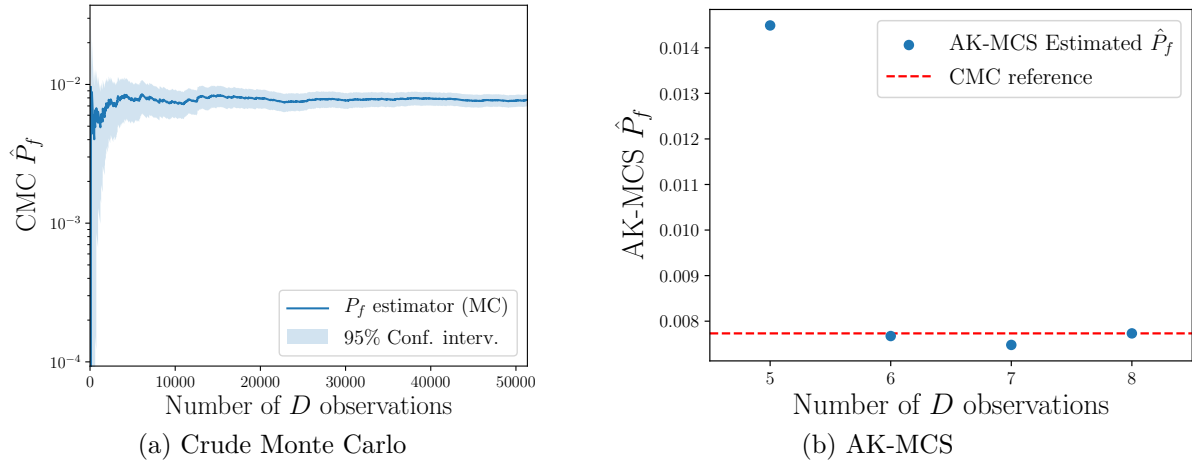 10⁻²
10⁻³
10⁻⁴
CMC P̂_f
P_f estimator (MC)
95% Conf. interv.
0 10000 20000 30000 40000 50000
Number of D observations
(a) Crude Monte Carlo
0.014
0.013
0.012
0.011
0.010
0.009
0.008
AK-MCS P̂_f
AK-MCS Estimated P̂_f
CMC reference
5 6 7 8
Number of D observations
(b) AK-MCS